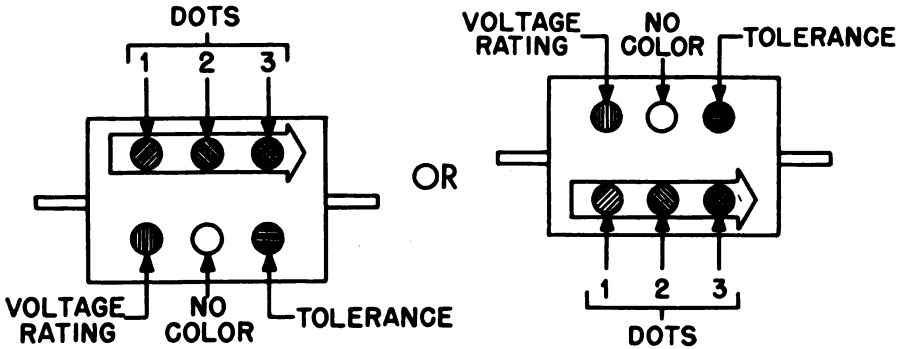 DOTS
1 2 3
VOLTAGE
RATING
NO
COLOR
TOLERANCE
OR
VOLTAGE
RATING
NO
COLOR
TOLERANCE
1 2 3
DOTS